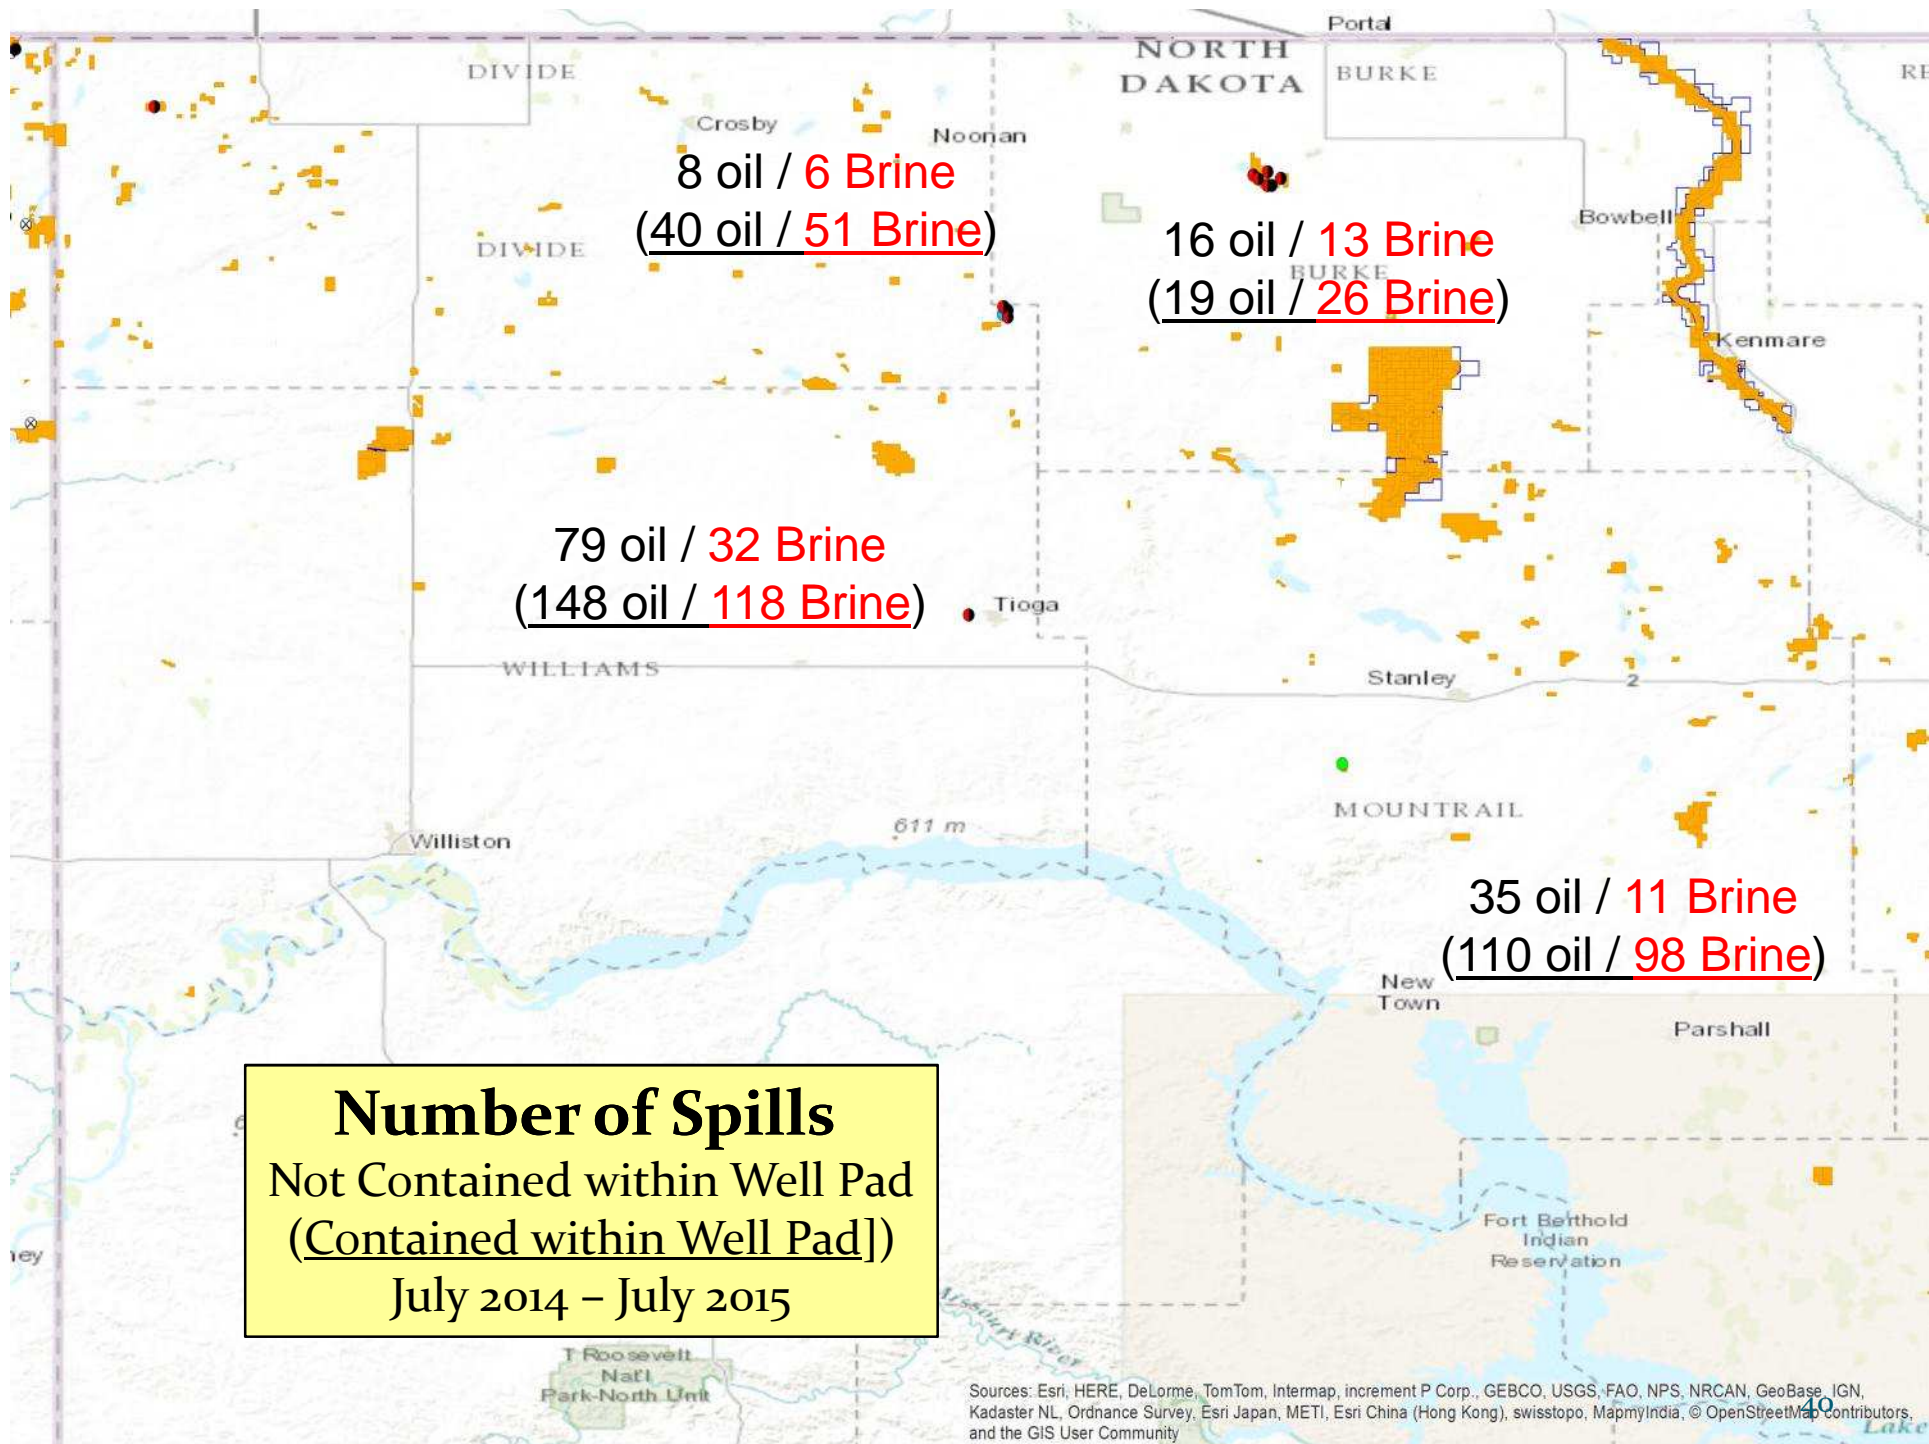 Portal
NORTH
DAKOTA
DIVIDE
BURKE
Crosby
Noonan
8 oil / 6 Brine
(40 oil / 51 Brine)
DIVIDE
Bowbell
16 oil / 13 Brine
BURKE
(19 oil / 26 Brine)
Kenmare
79 oil / 32 Brine
(148 oil / 118 Brine)
Tioga
WILLIAMS
Stanley
2
MOUNTRAIL
611 m
Williston
35 oil / 11 Brine
(110 oil / 98 Brine)
New
Town
Parshall
Number of Spills
Not Contained within Well Pad
(Contained within Well Pad])
July 2014 – July 2015
Fort Berthold
Indian
Reservation
Missouri River
T Roosevelt
Nat'l
Park-North Unit
Sources: Esri, HERE, DeLorme, TomTom, Intermap, increment P Corp., GEBCO, USGS, FAO, NPS, NRCAN, GeoBase, IGN,
Kadaster NL, Ordnance Survey, Esri Japan, METI, Esri China (Hong Kong), swisstopo, MapmyIndia, © OpenStreetMap contributors,
and the GIS User Community
40
Lake